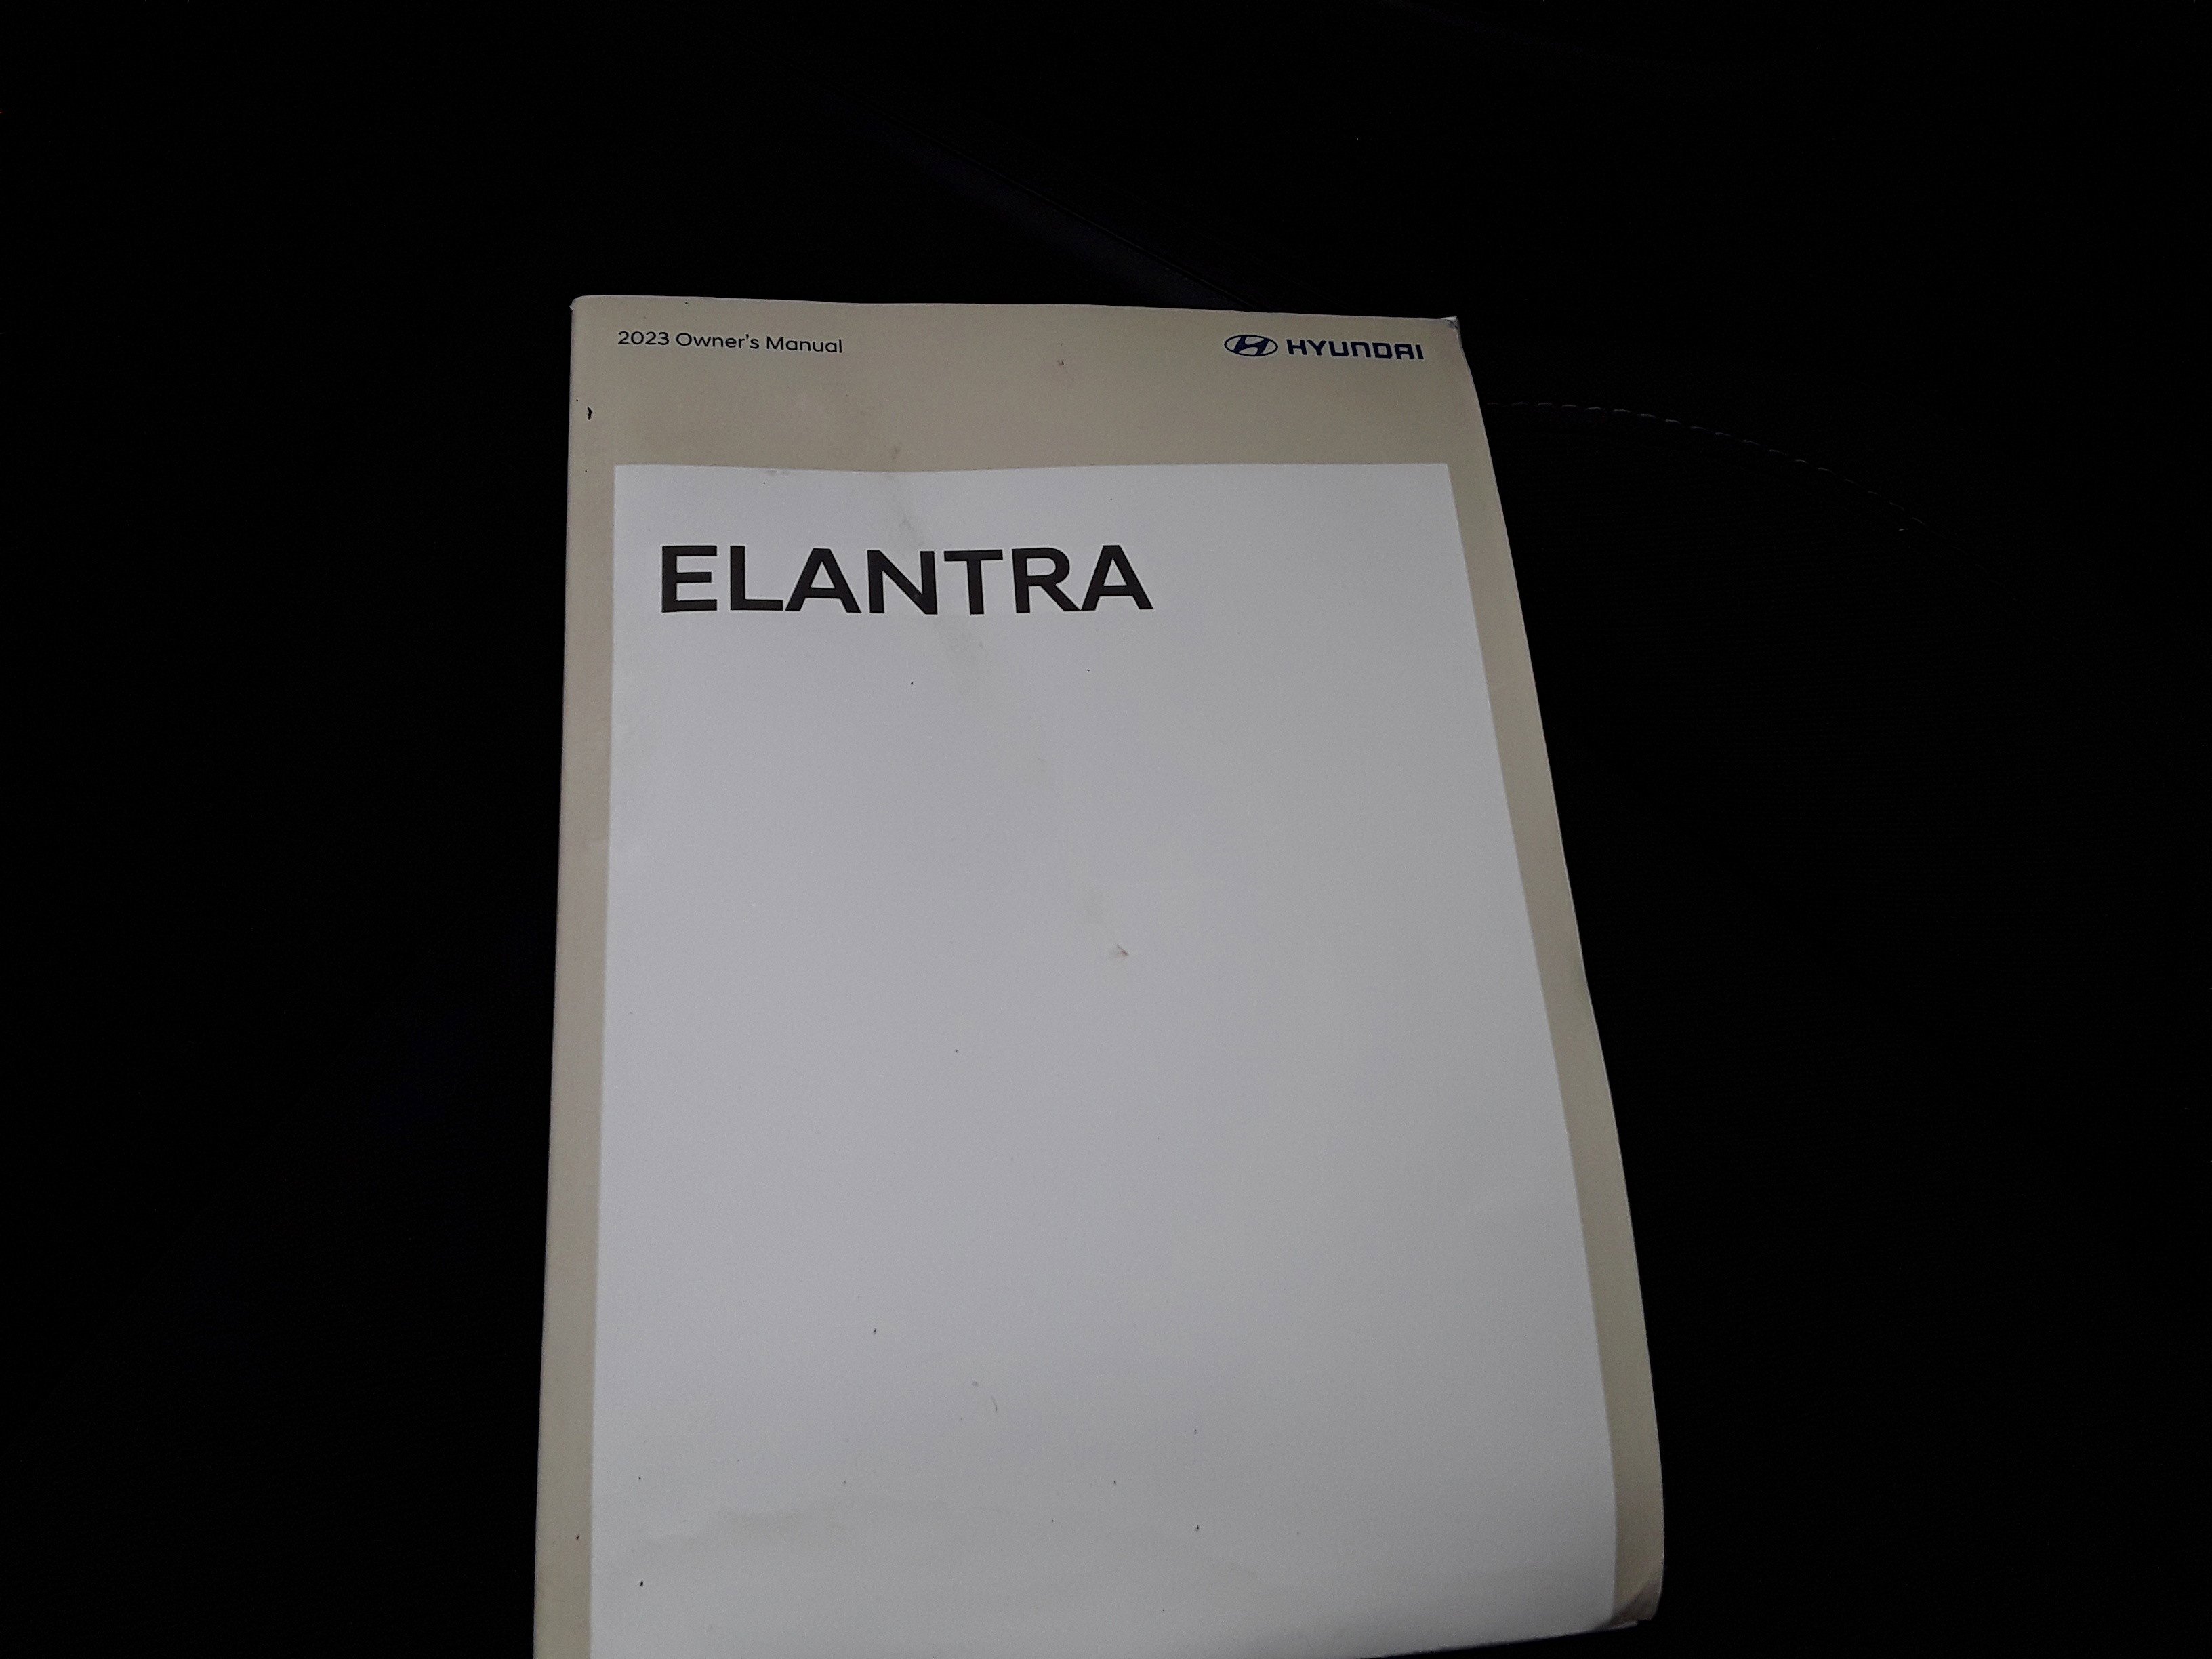 2023 Owner's Manual
HYUNDAI
ELANTRA